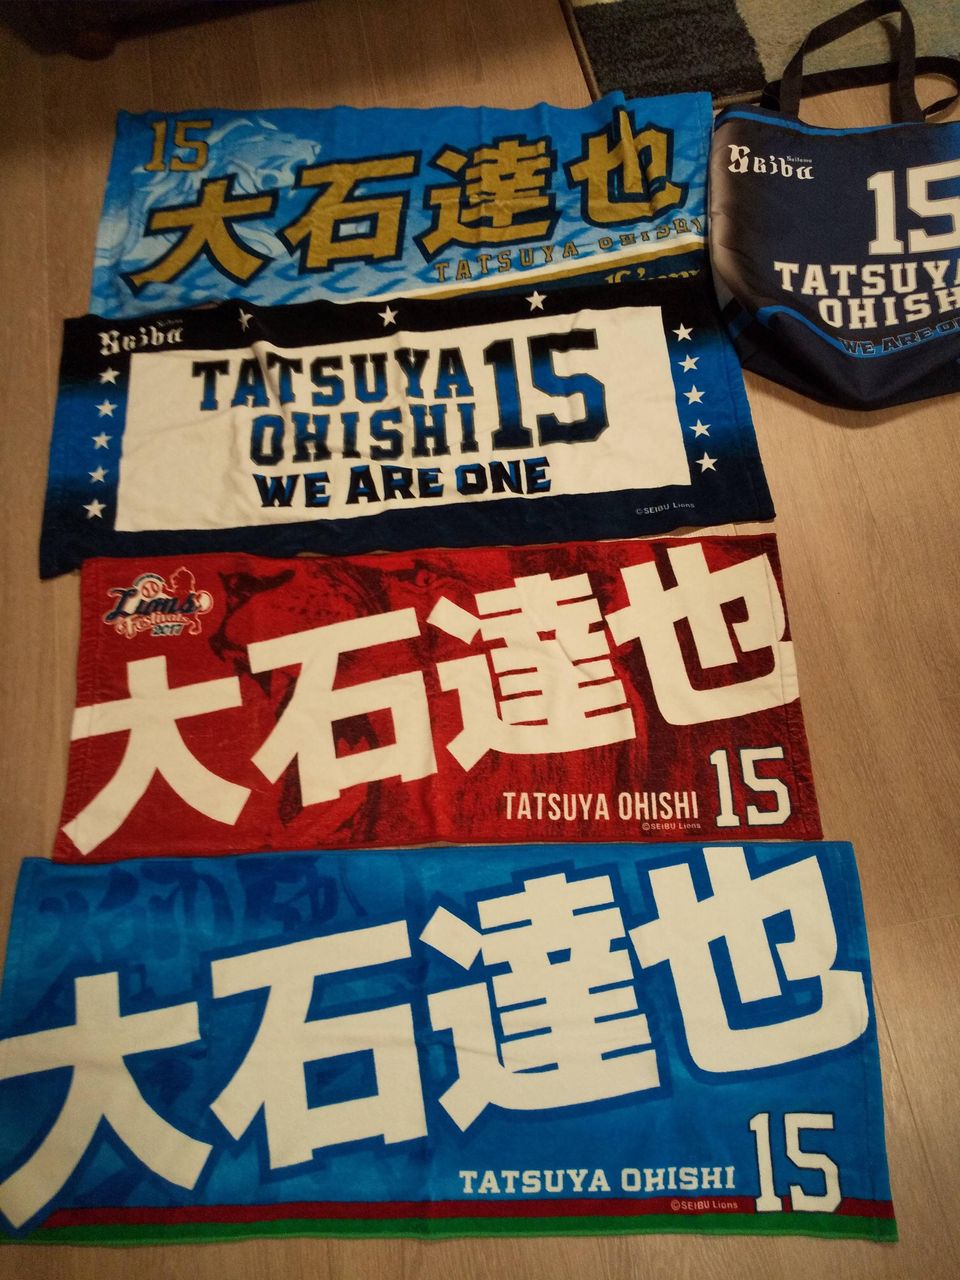 15
大石達也
TATSUYA OHISHI
Seibu
Saitama
15
TATSUYA
OHISHI
WE ARE
Seibu
TATSUYA
OHISHI 15
WE ARE ONE
©SEIBU Lions
Lions
Festivals
2017
大石達也
TATSUYA OHISHI 15
©SEIBU Lions
大石達也
TATSUYA OHISHI 15
©SEIBU Lions